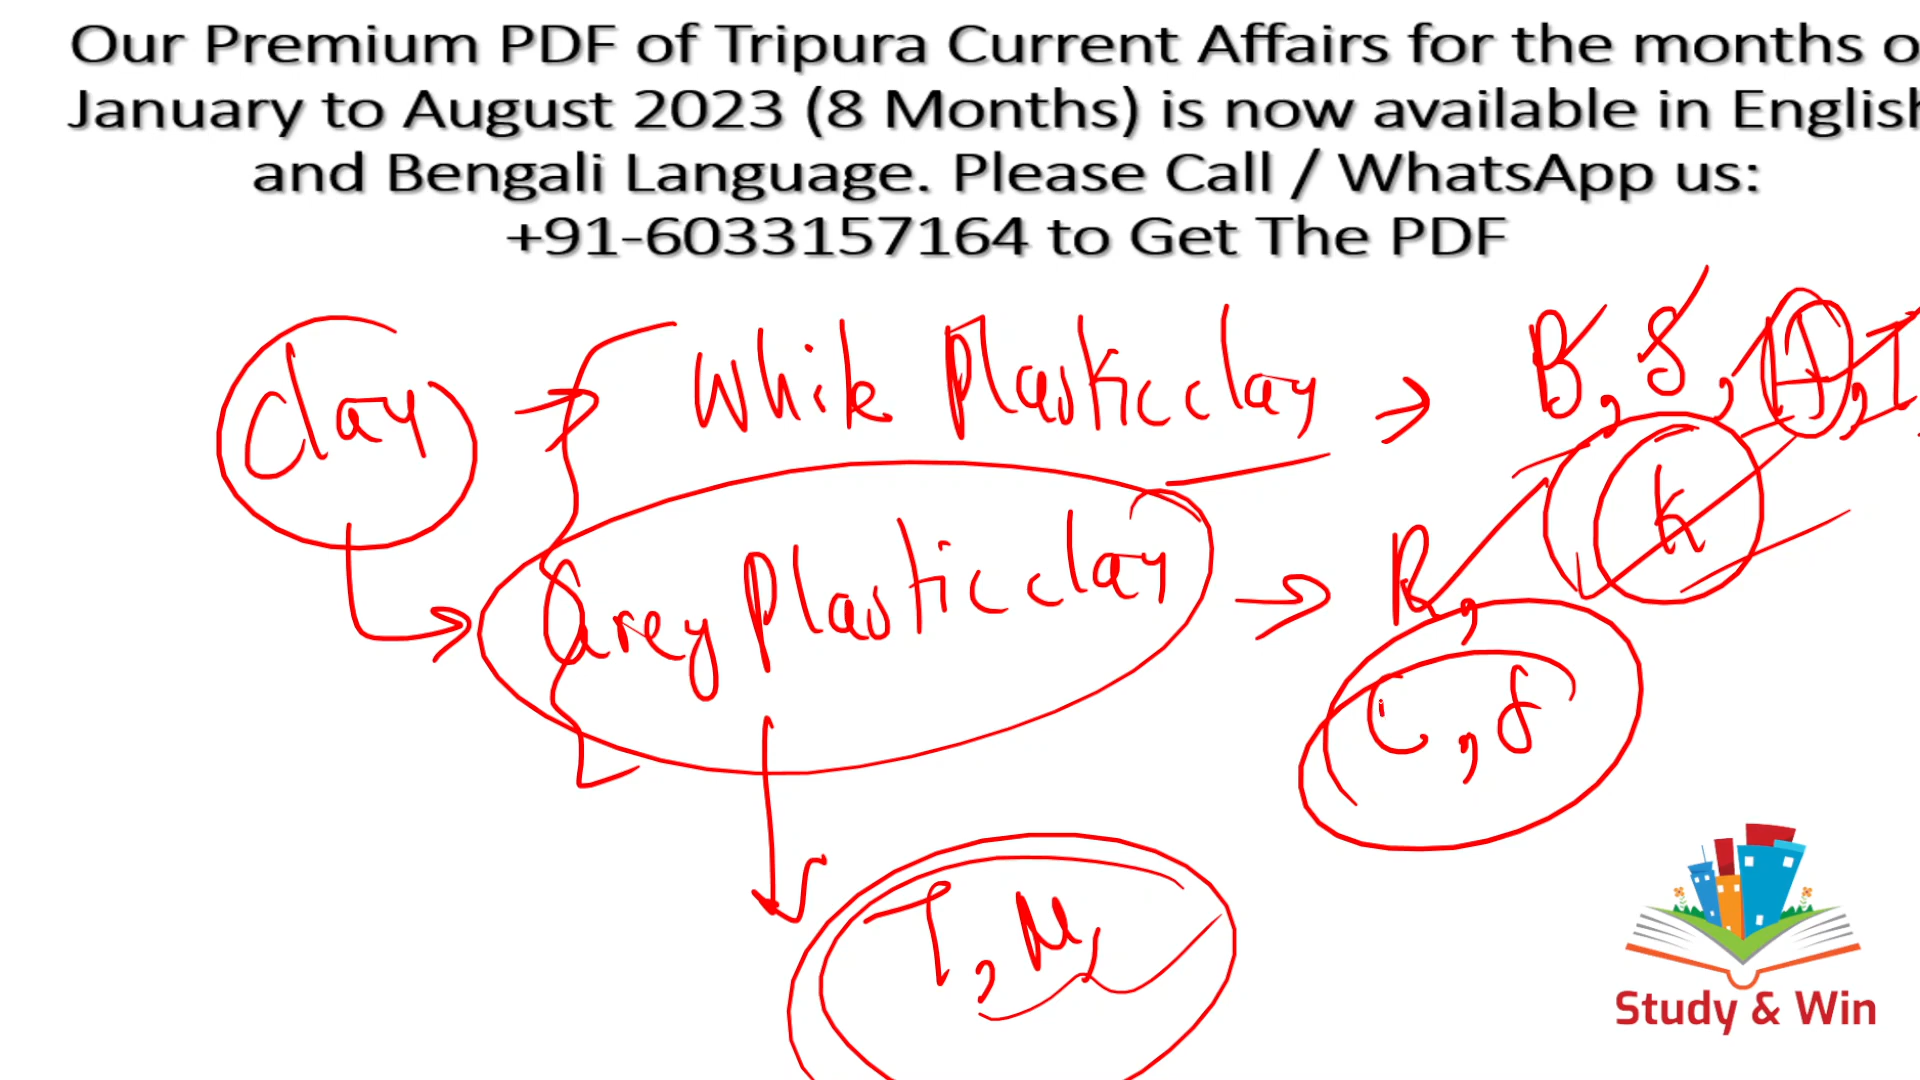 Our Premium PDF of Tripura Current Affairs for the months o
January to August 2023 (8 Months) is now available in English
and Bengali Language. Please Call / WhatsApp us:
+91-6033157164 to Get The PDF
Clay → White Plastic clay → B, S, A, I,
K
Grey Plastic clay → R,
C, S
T, M,
Study & Win